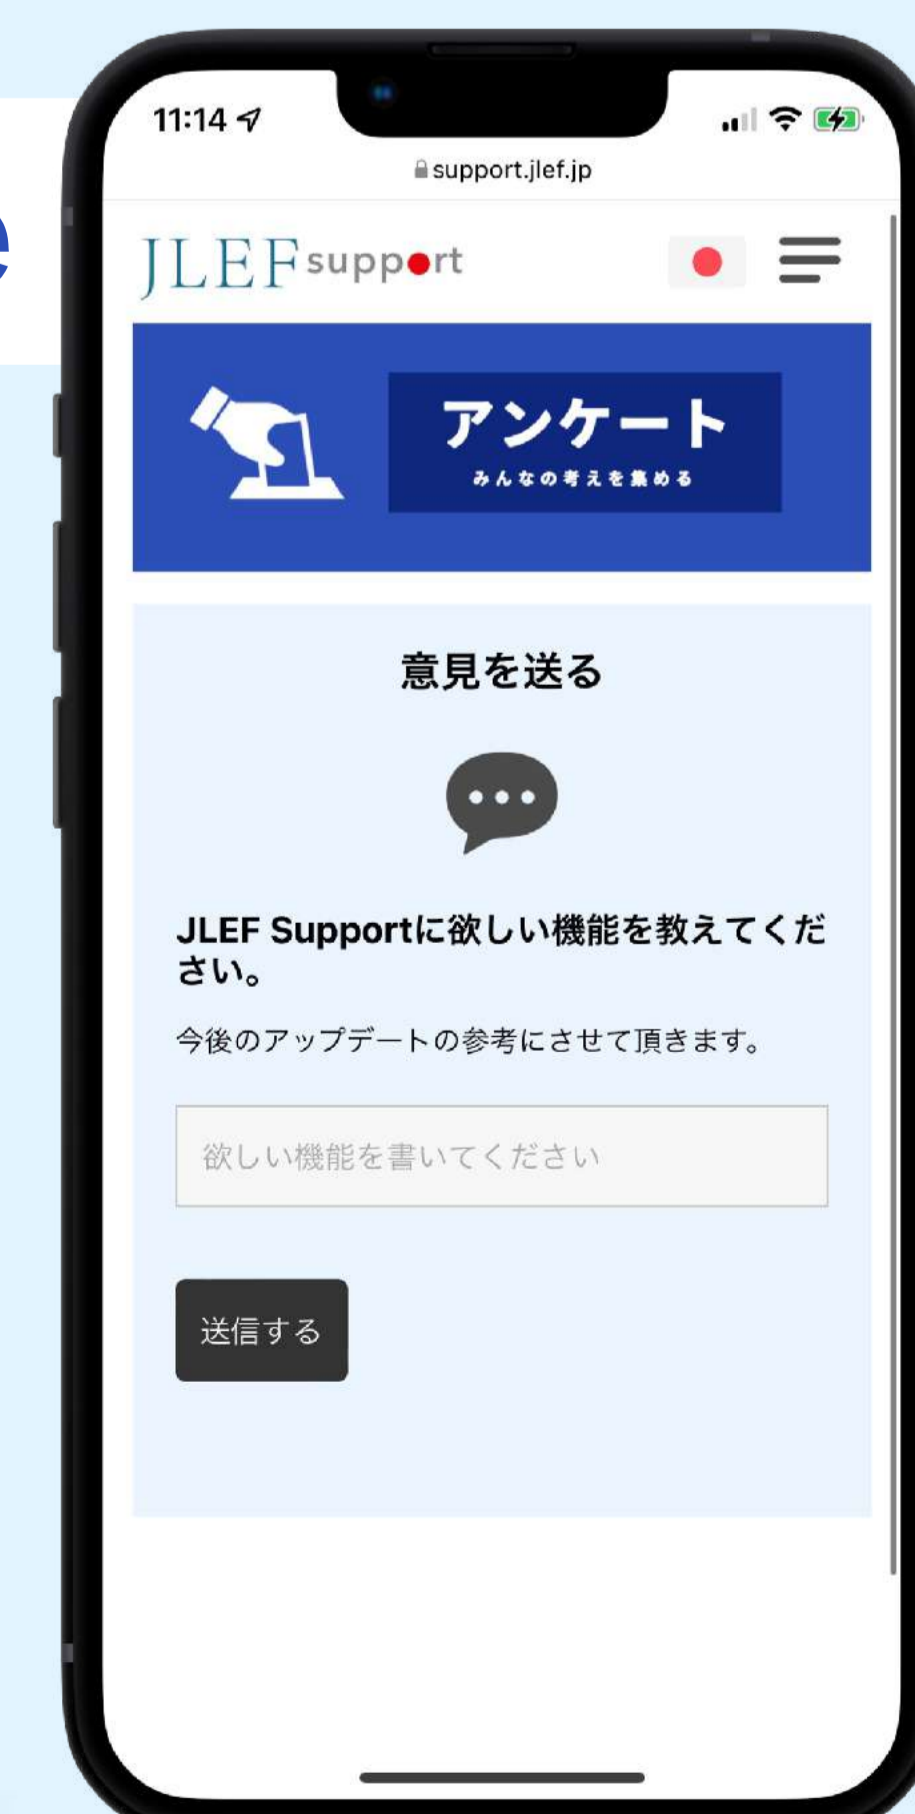 e
11:14
support.jlef.jp
JLEF support
アンケート
みんなの考えを集める
意見を送る
JLEF Supportに欲しい機能を教えてくだ
さい。
今後のアップデートの参考にさせて頂きます。
欲しい機能を書いてください
送信する